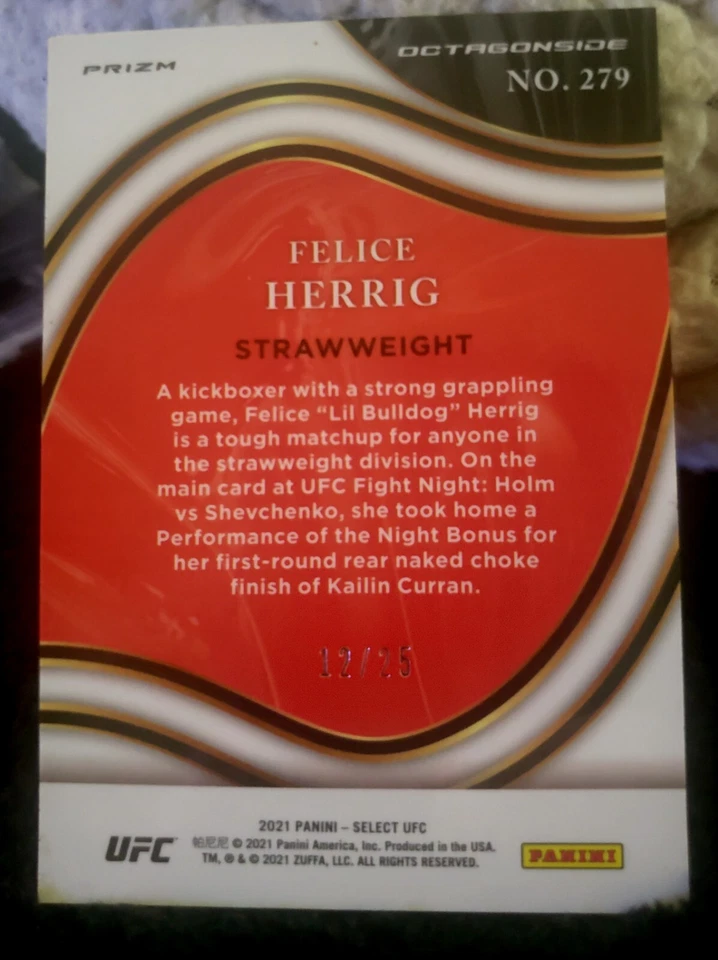 PRIZM
OCTAGONSIDE
NO. 279
FELICE
HERRIG
STRAWWEIGHT
A kickboxer with a strong grappling
game, Felice “Lil Bulldog” Herrig
is a tough matchup for anyone in
the strawweight division. On the
main card at UFC Fight Night: Holm
vs Shevchenko, she took home a
Performance of the Night Bonus for
her first-round rear naked choke
finish of Kailin Curran.
12/25
2021 PANINI – SELECT UFC
UFC
帕尼尼 © 2021 Panini America, Inc. Produced in the USA.
TM, ® & © 2021 ZUFFA, LLC. ALL RIGHTS RESERVED.
PANINI